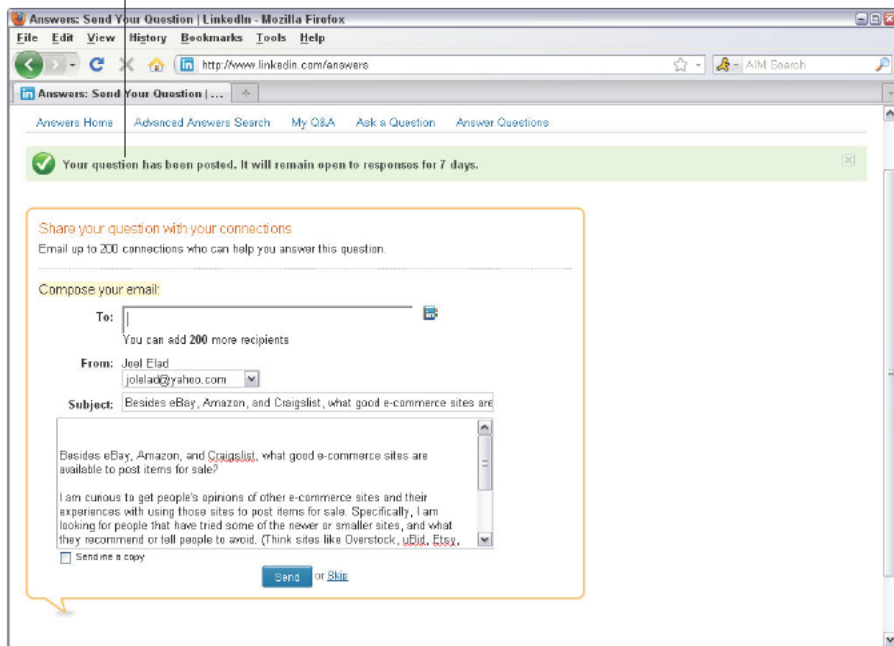 Answers: Send Your Question | LinkedIn - Mozilla Firefox
File Edit View History Bookmarks Tools Help
http://www.linkedin.com/answers
AIM Search
Answers: Send Your Question | ...
Answers Home Advanced Answers Search My Q&A Ask a Question Answer Questions
Your question has been posted. It will remain open to responses for 7 days.
Share your question with your connections
Email up to 200 connections who can help you answer this question.
Compose your email:
To:
You can add 200 more recipients
From: Joel Elad
jolelad@yahoo.com
Subject: Besides eBay, Amazon, and Craigslist, what good e-commerce sites are
Besides eBay, Amazon, and Craigslist, what good e-commerce sites are
available to post items for sale?
I am curious to get people's opinions of other e-commerce sites and their
experiences with using those sites to post items for sale. Specifically, I am
looking for people that have tried some of the newer or smaller sites, and what
they recommend or tell people to avoid. (Think sites like Overstock, uBid, Etsy,
Send me a copy
Send or Skip